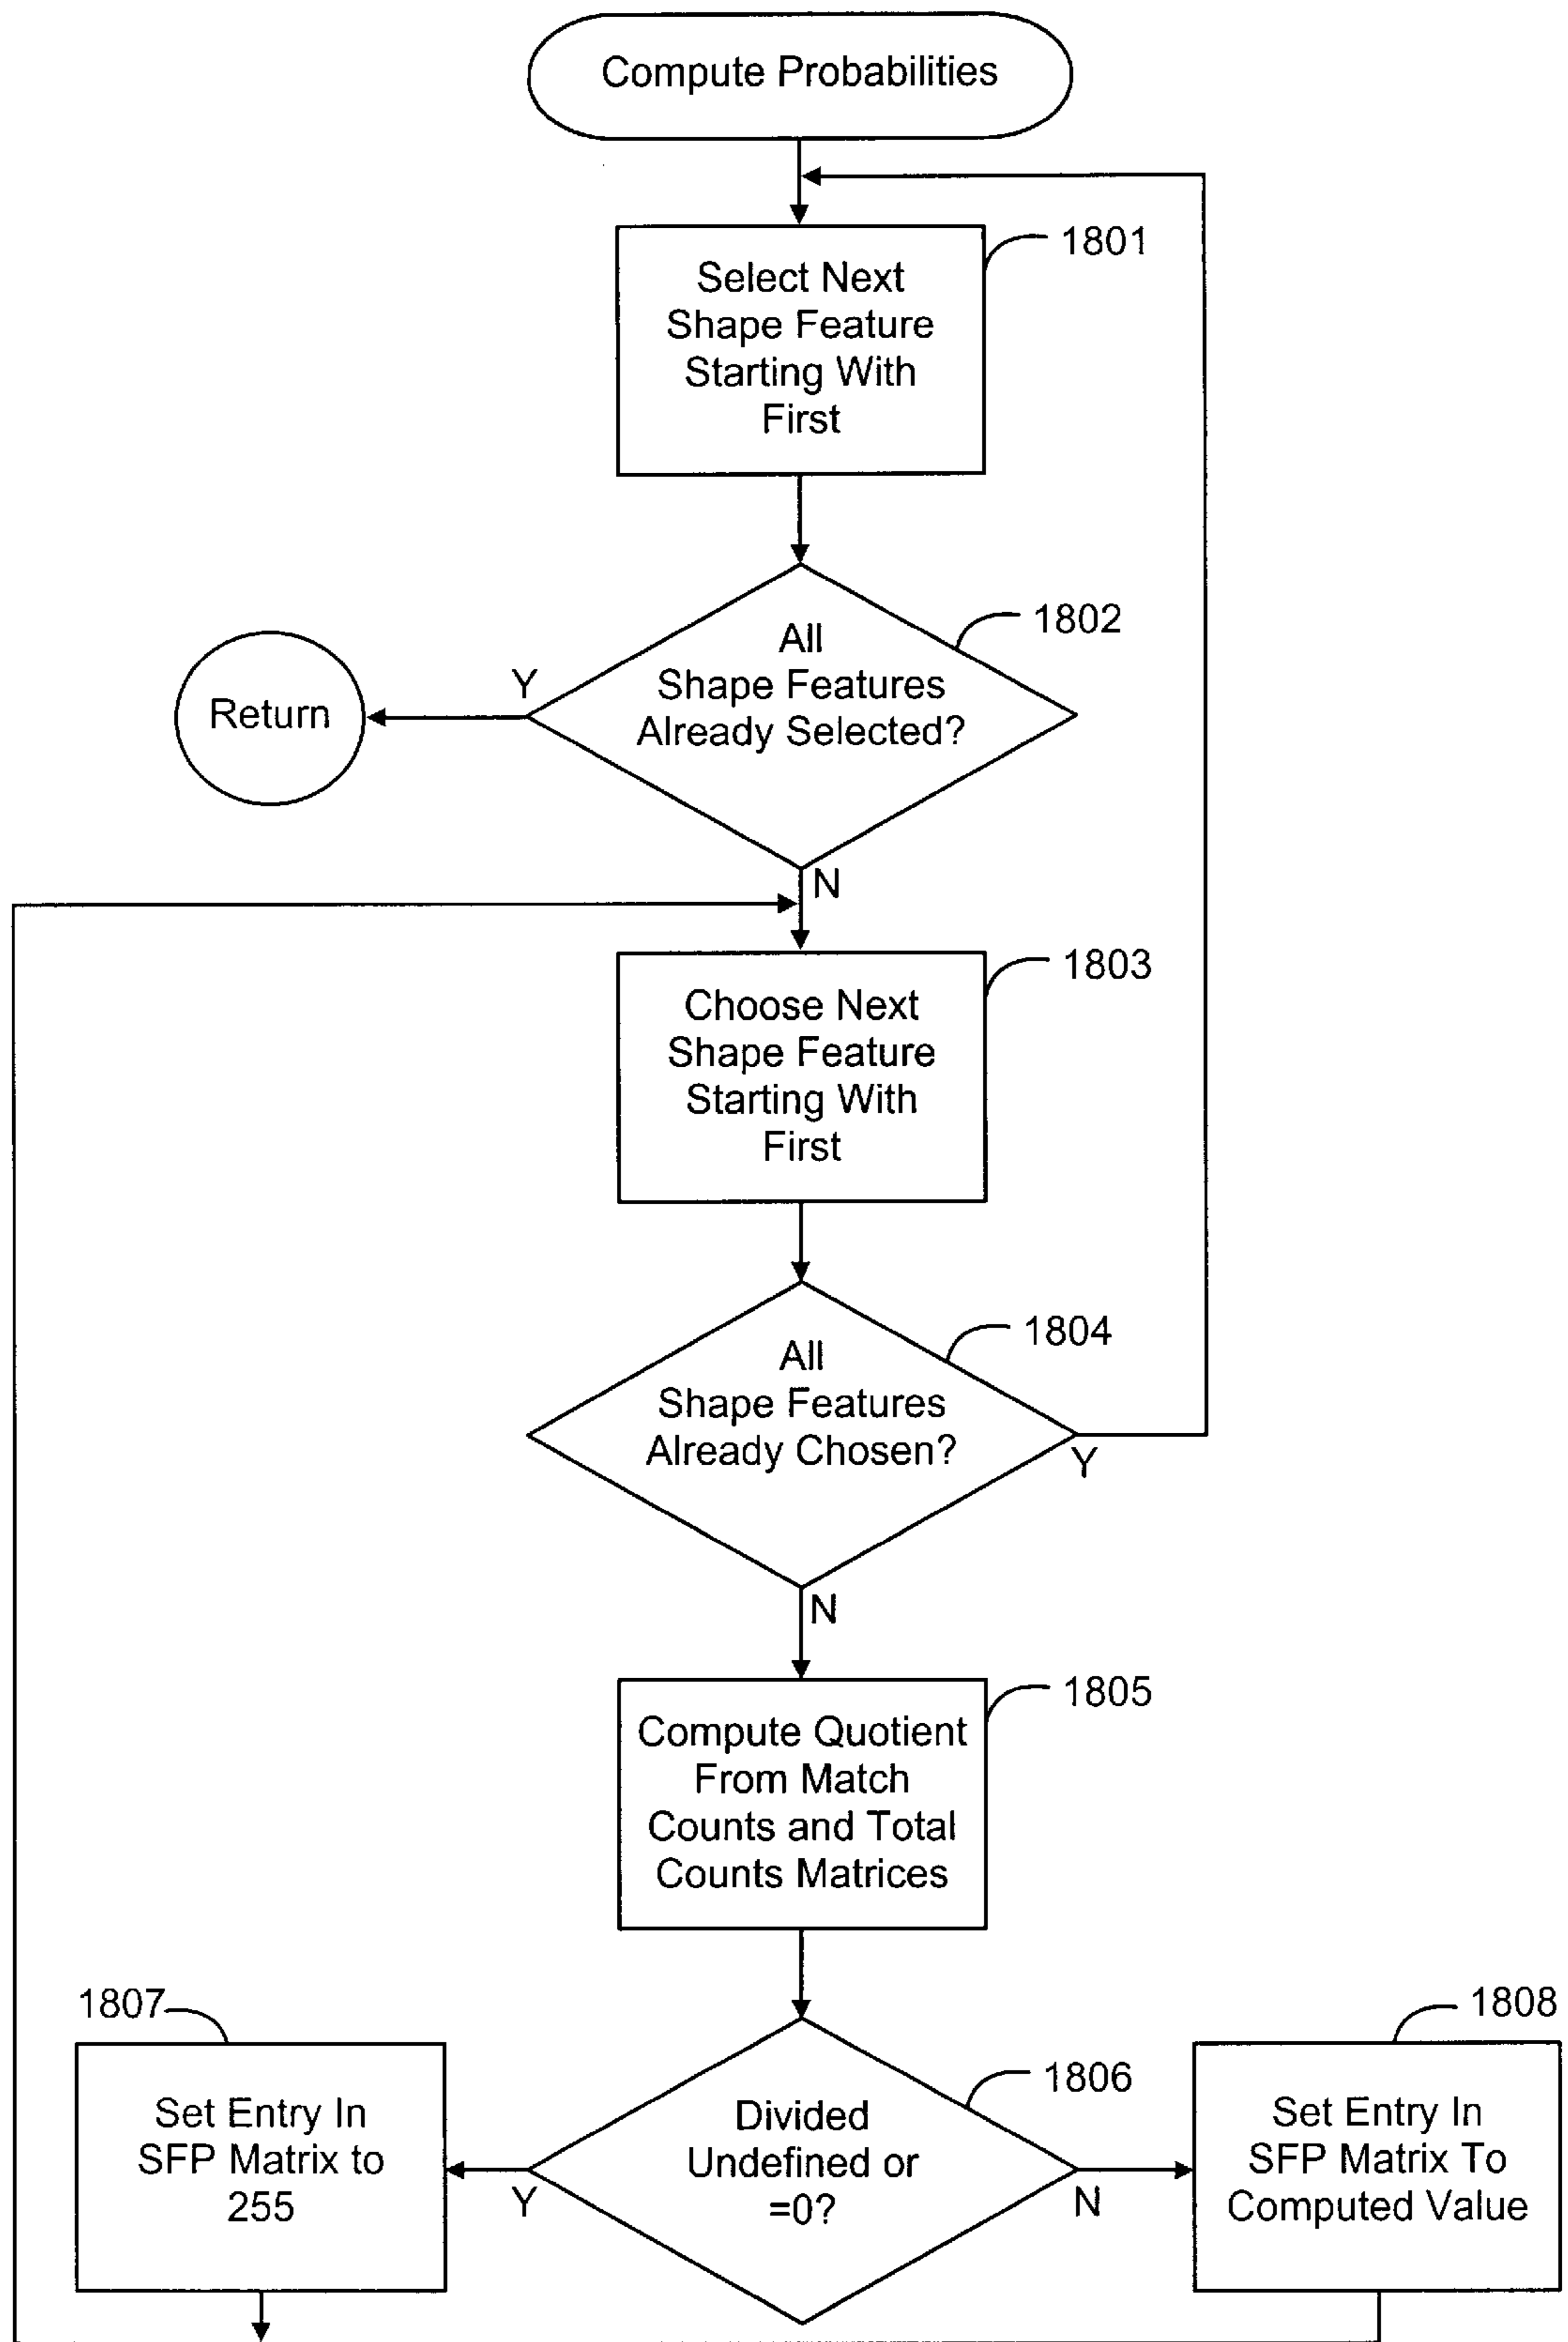 Compute Probabilities
1801
Select Next
Shape Feature
Starting With
First
1802
All
Shape Features
Already Selected?
Y
Return
N
1803
Choose Next
Shape Feature
Starting With
First
1804
All
Shape Features
Already Chosen?
Y
N
1805
Compute Quotient
From Match
Counts and Total
Counts Matrices
1807
1808
1806
Set Entry In
SFP Matrix to
255
Divided
Undefined or
=0?
Y
N
Set Entry In
SFP Matrix To
Computed Value